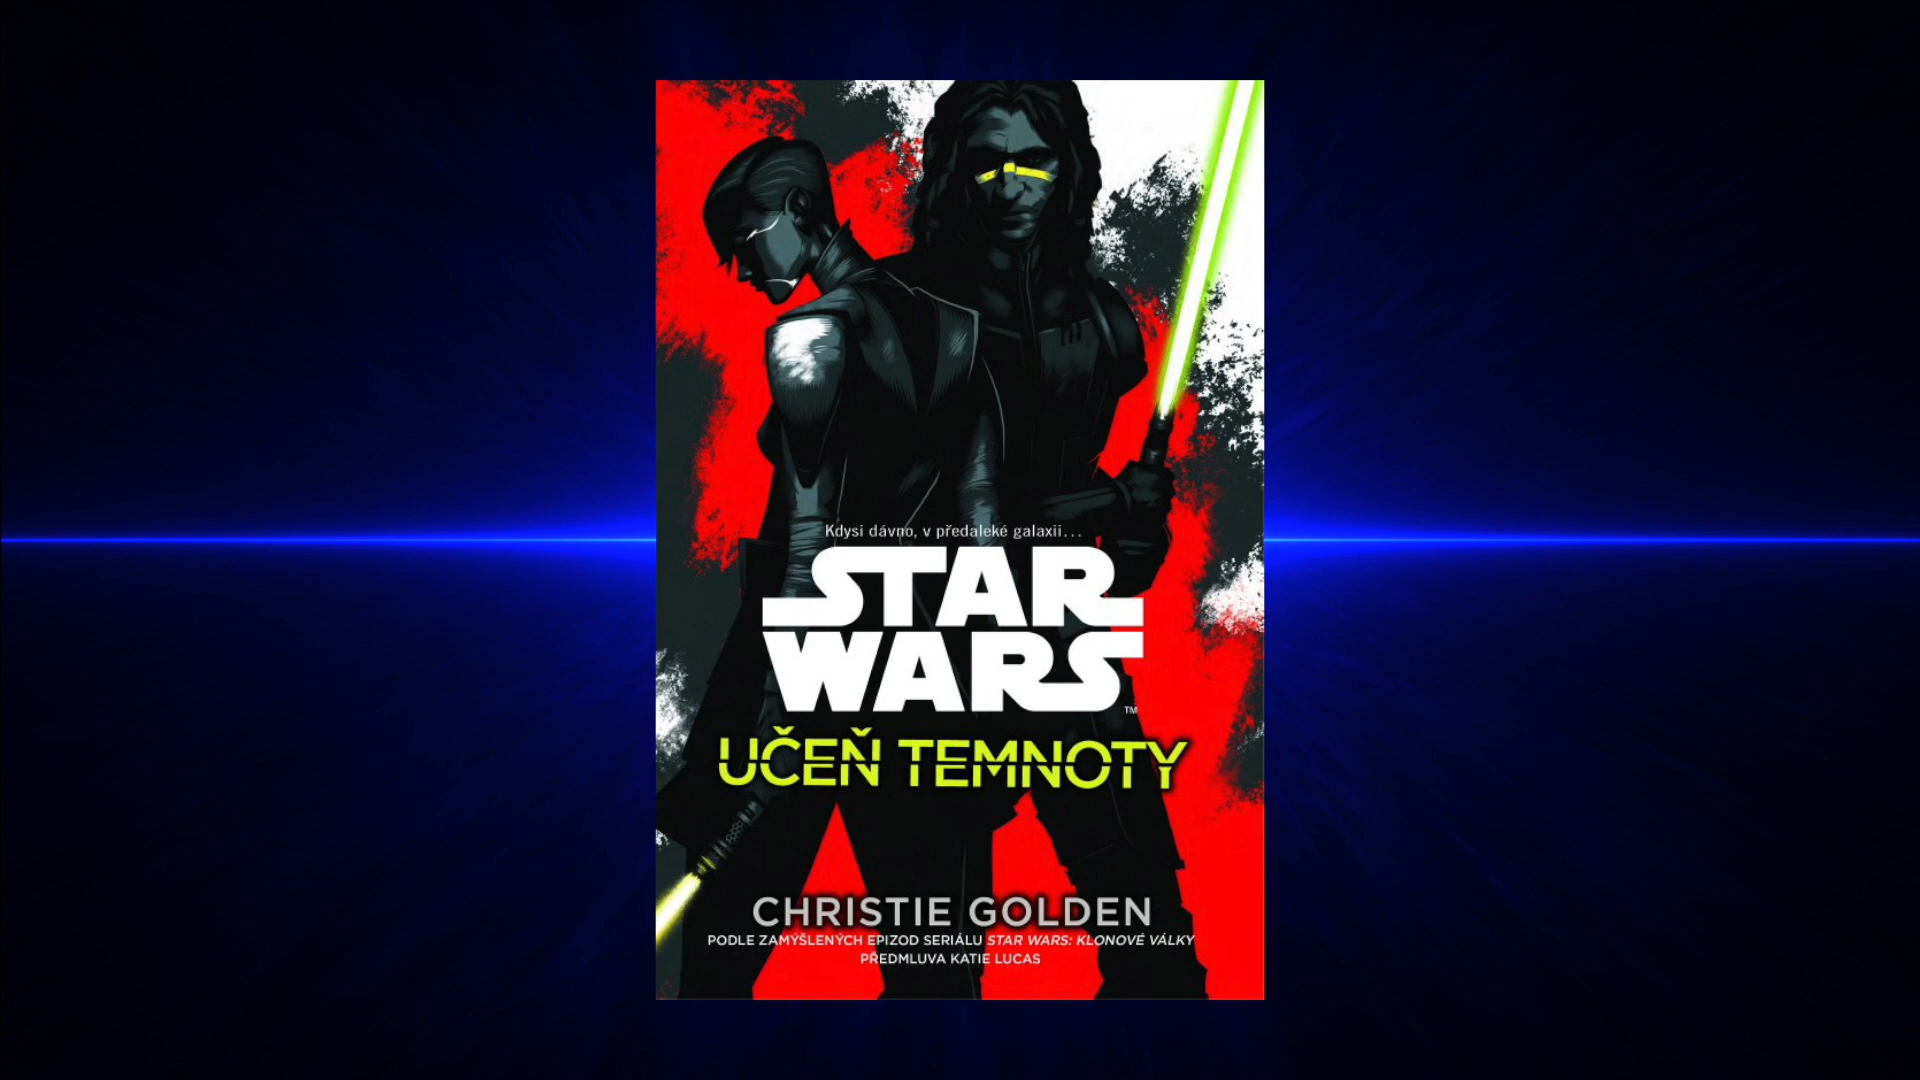 Kdysi dávno, v předaleké galaxii...
STAR
WARS
TM
UČEŇ TEMNOTY
CHRISTIE GOLDEN
PODLE ZAMÝŠLENÝCH EPIZOD SERIÁLU STAR WARS: KLONOVÉ VÁLKY
PŘEDMLUVA KATIE LUCAS